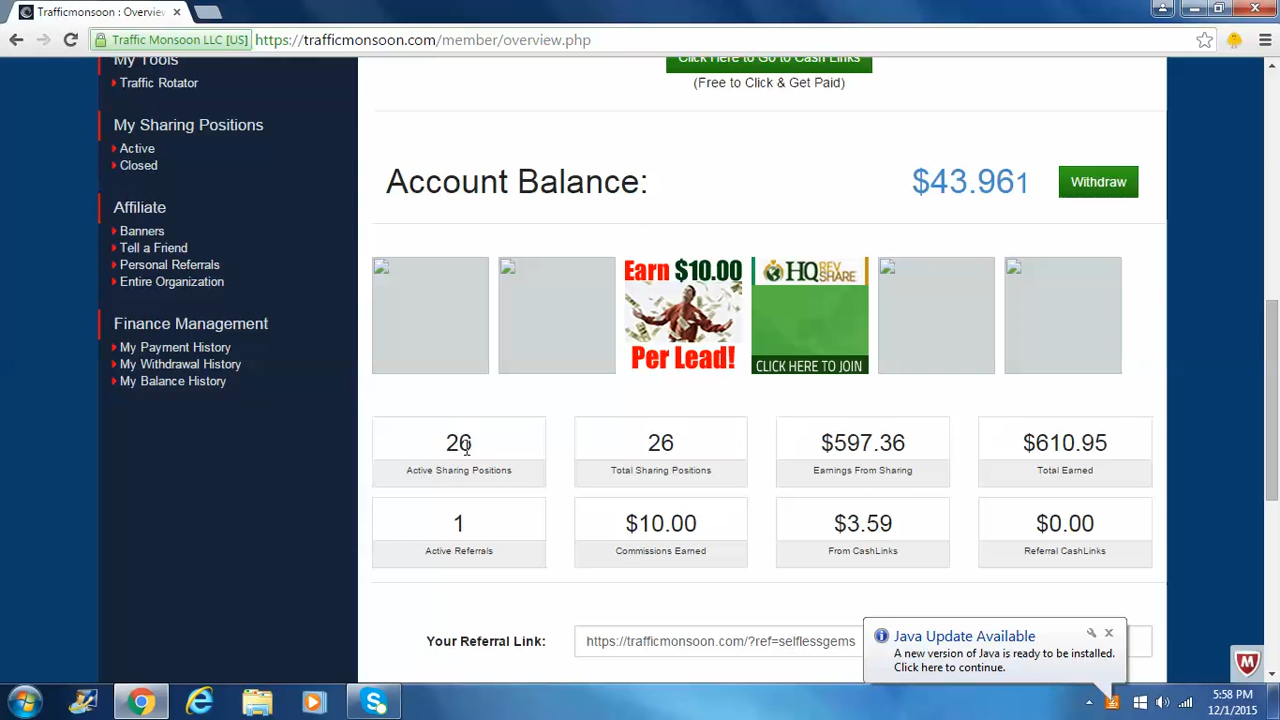 Trafficmonsoon : Overview
Traffic Monsoon LLC [US]
https://trafficmonsoon.com/member/overview.php
My Tools
Traffic Rotator
My Sharing Positions
Active
Closed
Affiliate
Banners
Tell a Friend
Personal Referrals
Entire Organization
Finance Management
My Payment History
My Withdrawal History
My Balance History
Click Here to Go to Cash Links
(Free to Click & Get Paid)
Account Balance:
$43.961
Withdraw
Earn $10.00
Per Lead!
HQ REV SHARE
CLICK HERE TO JOIN
26
Active Sharing Positions
26
Total Sharing Positions
$597.36
Earnings From Sharing
$610.95
Total Earned
1
Active Referrals
$10.00
Commissions Earned
$3.59
From CashLinks
$0.00
Referral CashLinks
Your Referral Link:
https://trafficmonsoon.com/?ref=selflessgems
Java Update Available
A new version of Java is ready to be installed.
Click here to continue.
5:58 PM
12/1/2015